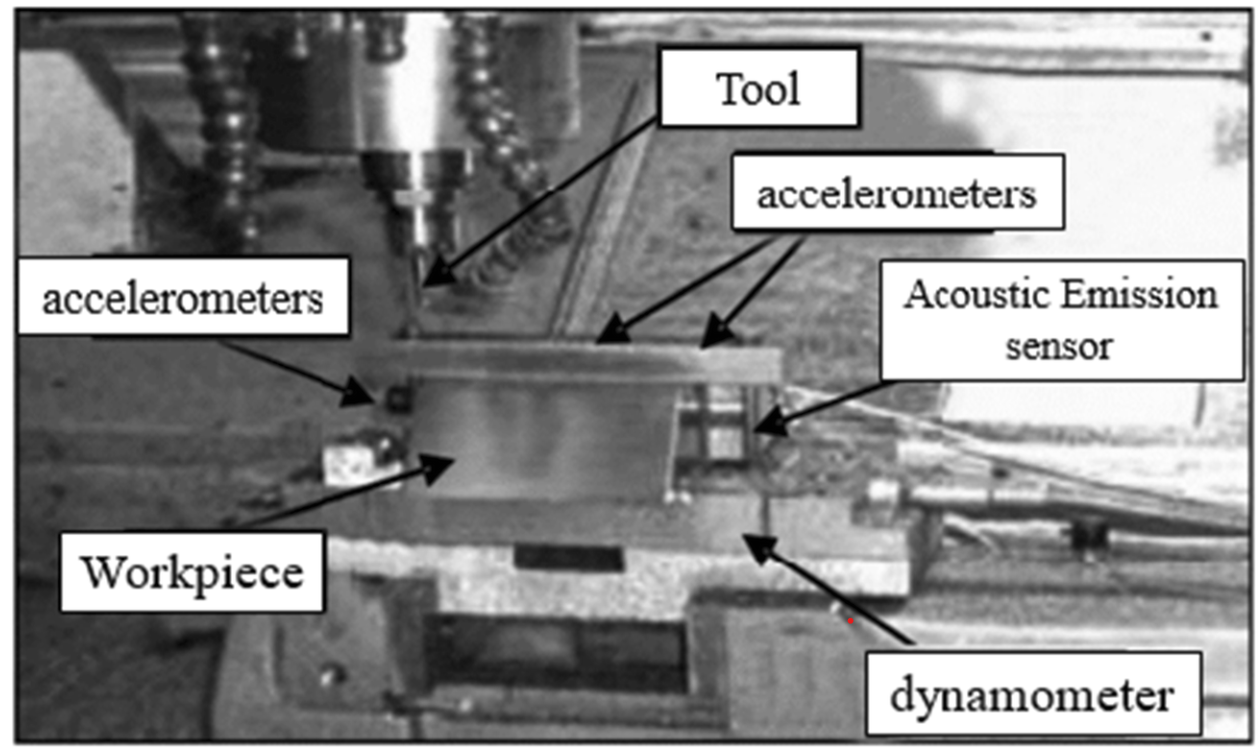 Tool
accelerometers
accelerometers
Acoustic Emission
sensor
Workpiece
dynamometer